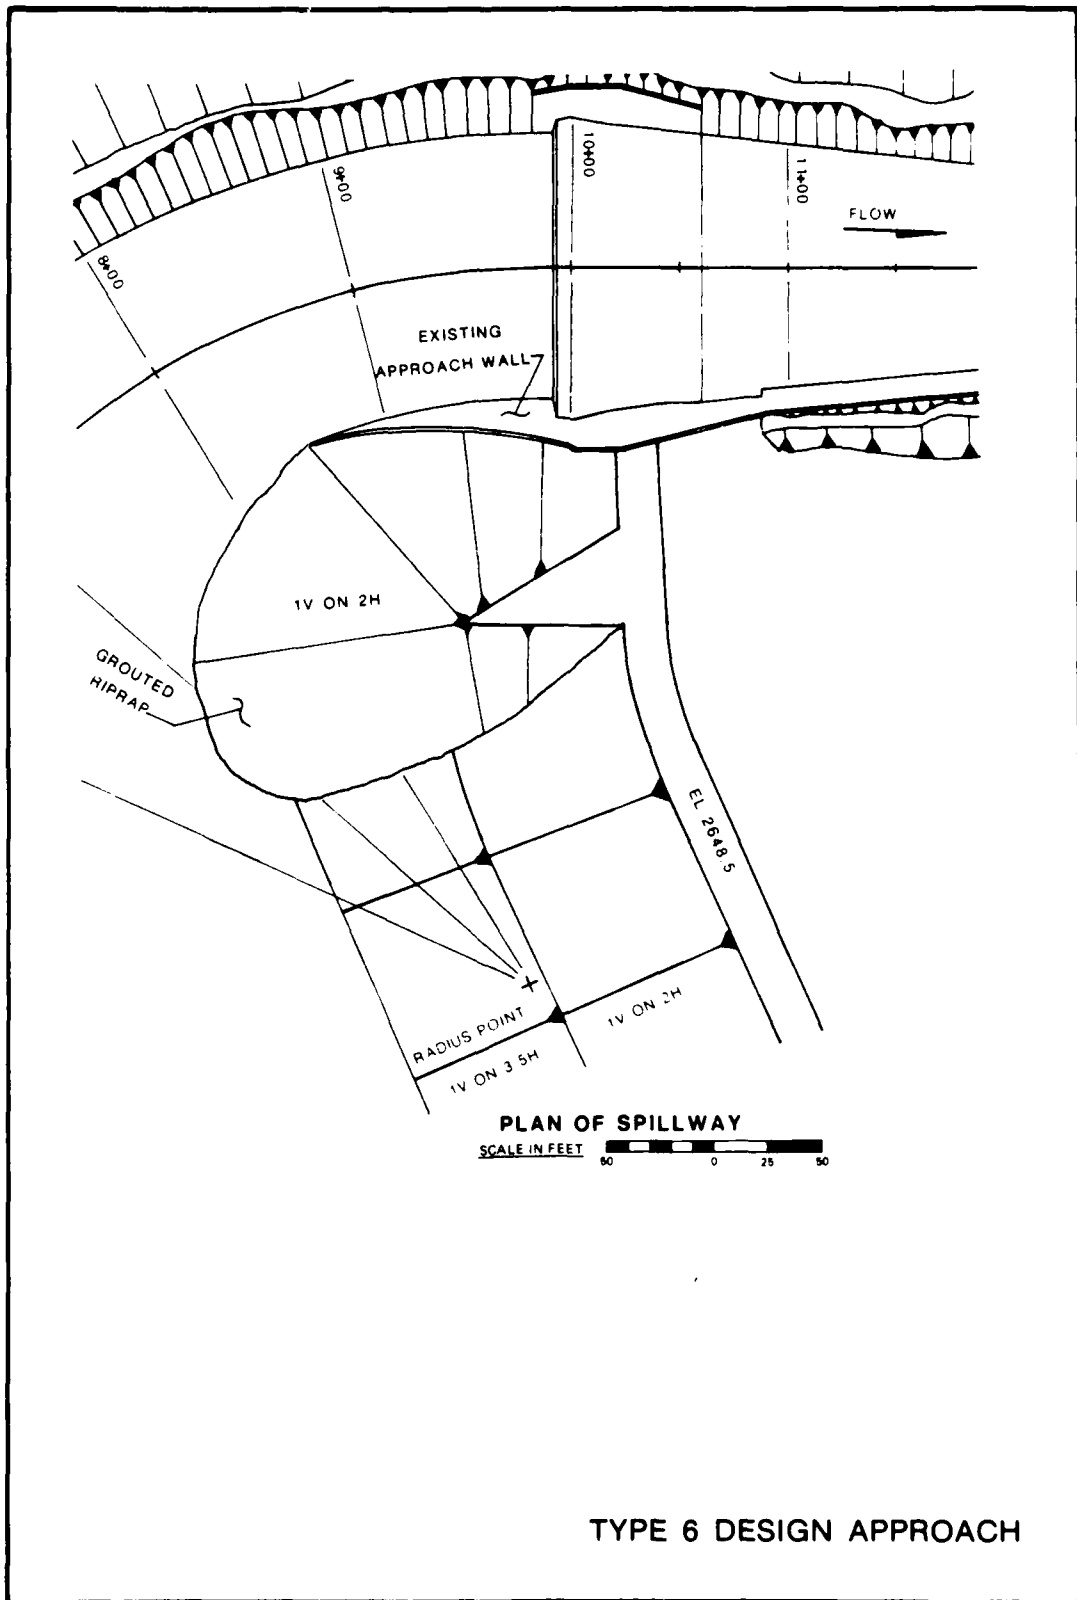 10+00
9+00
11+00
FLOW
8+00
EXISTING
APPROACH WALL
1V ON 2H
GROUTED
RIPRAP
EL 2648.5
RADIUS POINT
1V ON 2H
1V ON 3.5H
PLAN OF SPILLWAY
SCALE IN FEET
50 0 25 50
TYPE 6 DESIGN APPROACH